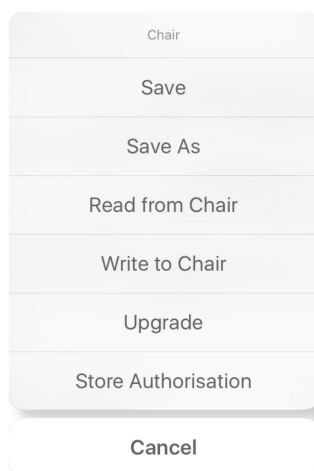 Chair
Save
Save As
Read from Chair
Write to Chair
Upgrade
Store Authorisation
Cancel